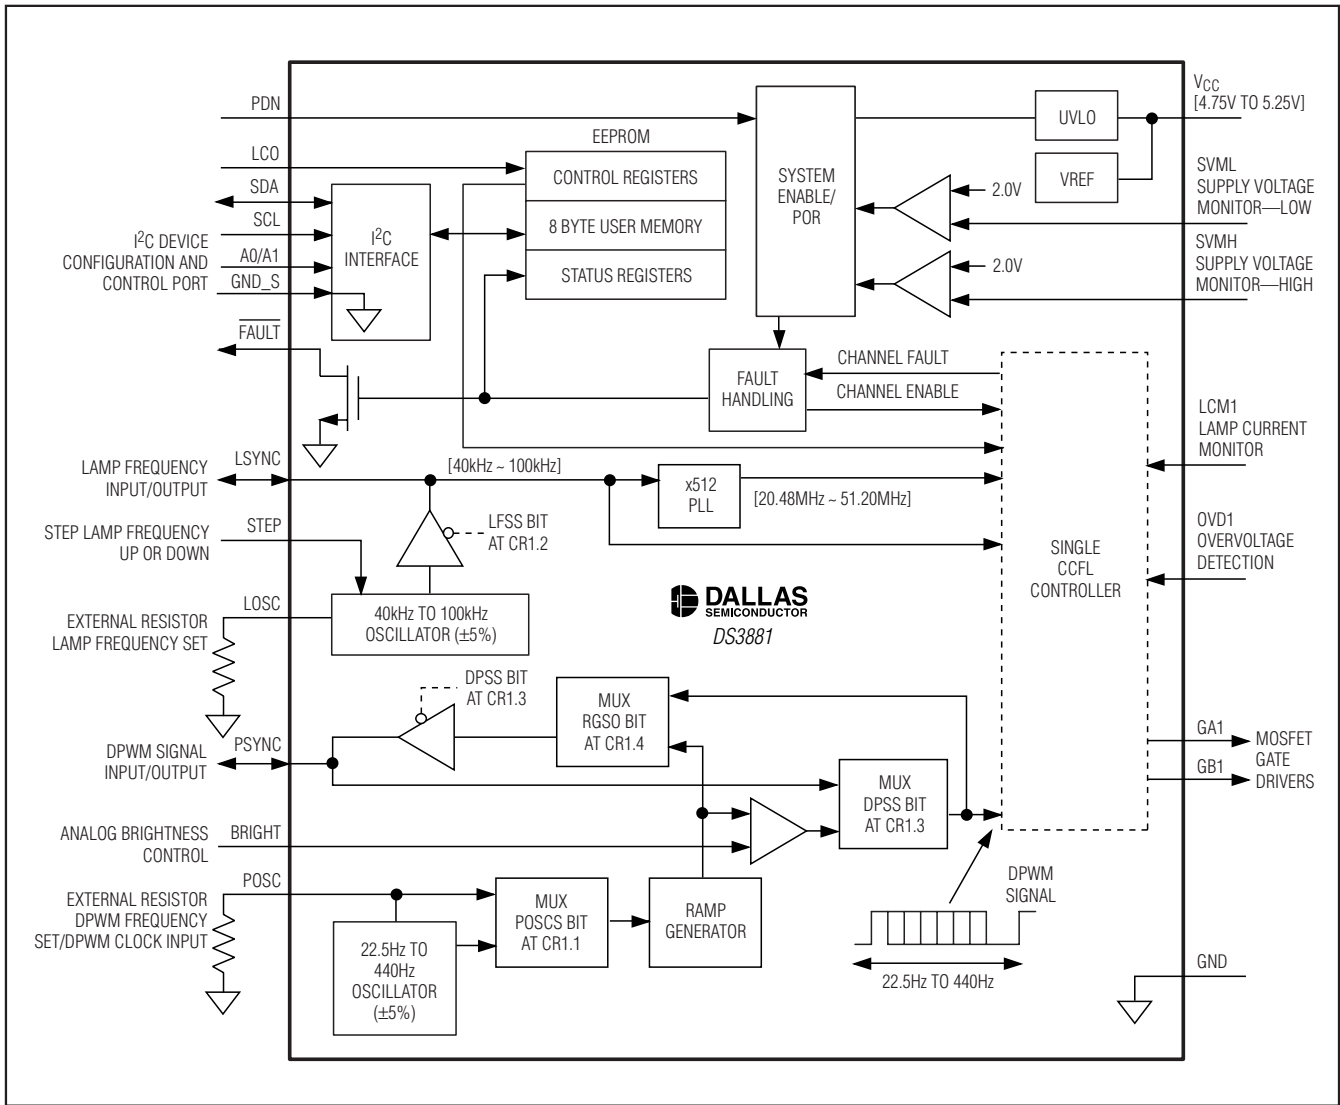 PDN
LCO
SDA
SCL
I2C DEVICE
CONFIGURATION AND
CONTROL PORT
A0/A1
GND_S
FAULT
I2C
INTERFACE
EEPROM
CONTROL REGISTERS
8 BYTE USER MEMORY
STATUS REGISTERS
SYSTEM
ENABLE/
POR
UVLO
VREF
2.0V
2.0V
VCC
[4.75V TO 5.25V]
SVML
SUPPLY VOLTAGE
MONITOR—LOW
SVMH
SUPPLY VOLTAGE
MONITOR—HIGH
FAULT
HANDLING
CHANNEL FAULT
CHANNEL ENABLE
LCM1
LAMP CURRENT
MONITOR
LAMP FREQUENCY
INPUT/OUTPUT
LSYNC
[40kHz ~ 100kHz]
x512
PLL
[20.48MHz ~ 51.20MHz]
STEP LAMP FREQUENCY
UP OR DOWN
STEP
LFSS BIT
AT CR1.2
OVD1
OVERVOLTAGE
DETECTION
SINGLE
CCFL
CONTROLLER
EXTERNAL RESISTOR
LAMP FREQUENCY SET
LOSC
40kHz TO 100kHz
OSCILLATOR (±5%)
DALLAS
SEMICONDUCTOR
DS3881
DPSS BIT
AT CR1.3
MUX
RGSO BIT
AT CR1.4
DPWM SIGNAL
INPUT/OUTPUT
PSYNC
GA1
GB1
MOSFET
GATE
DRIVERS
MUX
DPSS BIT
AT CR1.3
ANALOG BRIGHTNESS
CONTROL
BRIGHT
EXTERNAL RESISTOR
DPWM FREQUENCY
SET/DPWM CLOCK INPUT
POSC
22.5Hz TO
440Hz
OSCILLATOR
(±5%)
MUX
POSCS BIT
AT CR1.1
RAMP
GENERATOR
DPWM
SIGNAL
22.5Hz TO 440Hz
GND